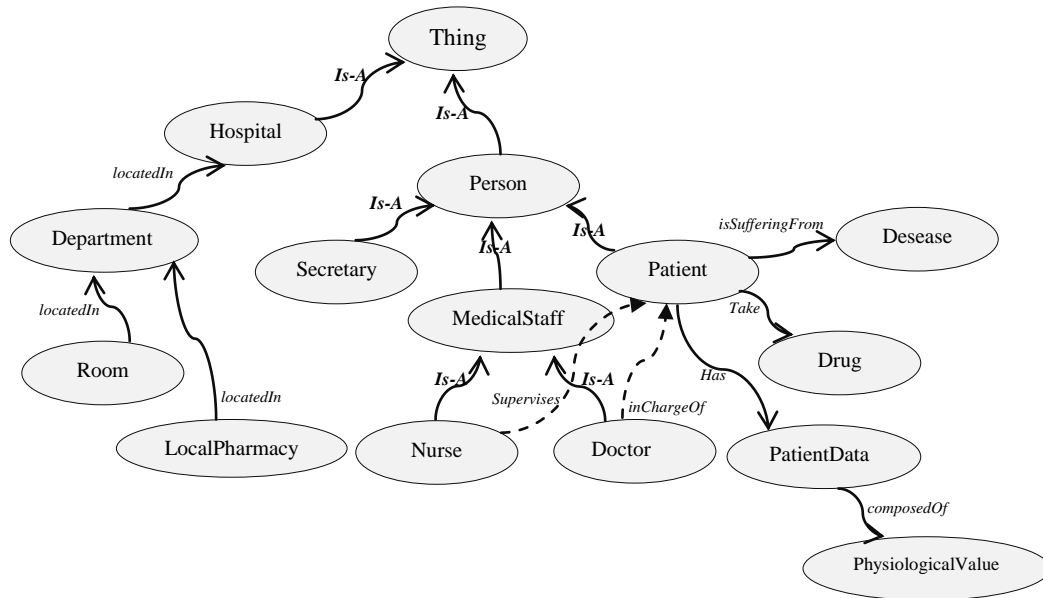 Thing
Is-A
Hospital
Is-A
locatedIn
Person
Is-A
Is-A
Is-A
isSufferingFrom
Department
Desease
Secretary
Patient
locatedIn
MedicalStaff
Take
Room
Drug
Is-A
Is-A
Has
Supervises
inChargeOf
locatedIn
LocalPharmacy
Nurse
Doctor
PatientData
composedOf
PhysiologicalValue